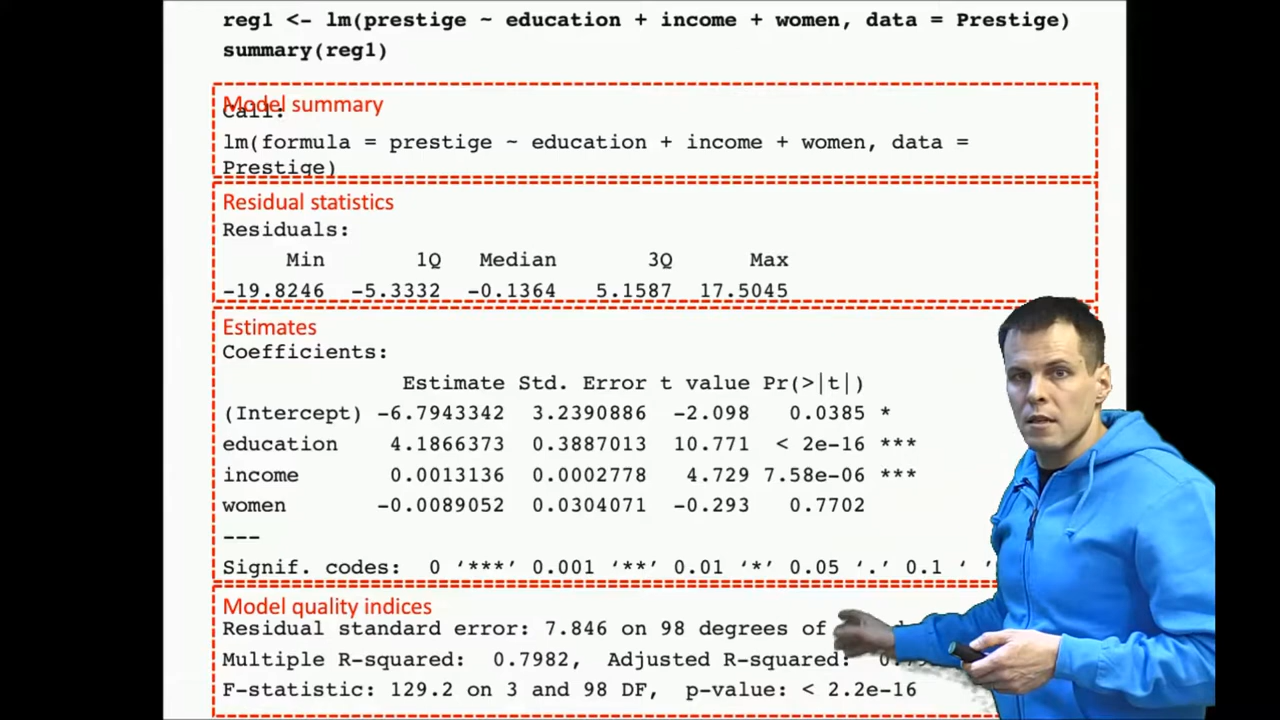 reg1 <- lm(prestige ~ education + income + women, data = Prestige)
summary(reg1)
Model summary
Call:
lm(formula = prestige ~ education + income + women, data =
Prestige)
Residual statistics
Residuals:
Min 1Q Median 3Q Max
-19.8246 -5.3332 -0.1364 5.1587 17.5045
Estimates
Coefficients:
Estimate Std. Error t value Pr(>|t|)
(Intercept) -6.7943342 3.2390886 -2.098 0.0385 *
education 4.1866373 0.3887013 10.771 < 2e-16 ***
income 0.0013136 0.0002778 4.729 7.58e-06 ***
women -0.0089052 0.0304071 -0.293 0.7702
---
Signif. codes: 0 ‘***’ 0.001 ‘**’ 0.01 ‘*’ 0.05 ‘.’ 0.1 ‘ ’
Model quality indices
Residual standard error: 7.846 on 98 degrees of
Multiple R-squared: 0.7982, Adjusted R-squared:
F-statistic: 129.2 on 3 and 98 DF, p-value: < 2.2e-16